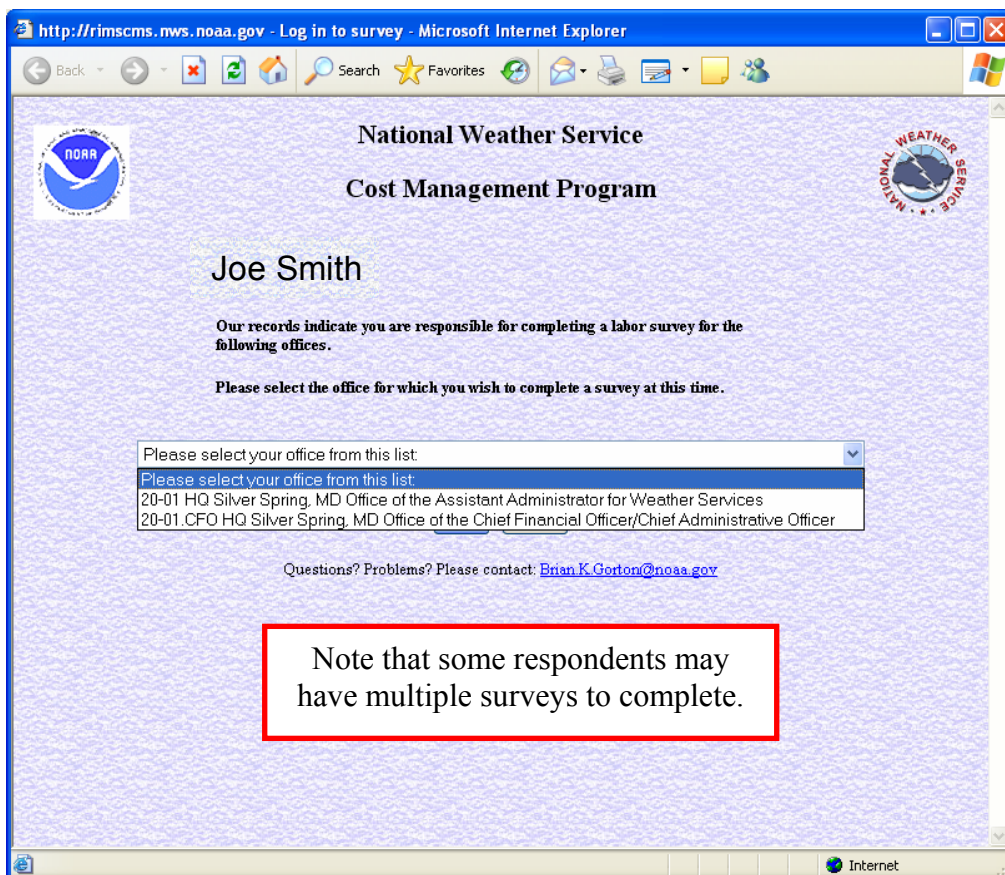 http://rimscms.nws.noaa.gov - Log in to survey - Microsoft Internet Explorer
Back Search Favorites
National Weather Service
Cost Management Program
NOAA
NATIONAL WEATHER SERVICE
Joe Smith
Our records indicate you are responsible for completing a labor survey for the
following offices.
Please select the office for which you wish to complete a survey at this time.
Please select your office from this list:
Please select your office from this list:
20-01 HQ Silver Spring, MD Office of the Assistant Administrator for Weather Services
20-01.CFO HQ Silver Spring, MD Office of the Chief Financial Officer/Chief Administrative Officer
Questions? Problems? Please contact: Brian.K.Gorton@noaa.gov
Note that some respondents may
have multiple surveys to complete.
Internet